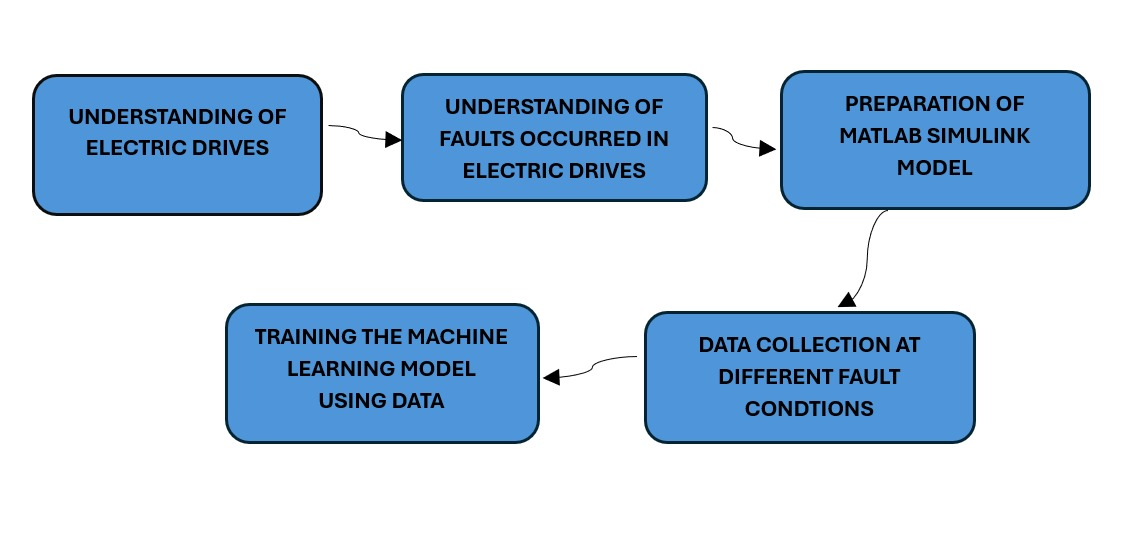 UNDERSTANDING OF
ELECTRIC DRIVES
UNDERSTANDING OF
FAULTS OCCURRED IN
ELECTRIC DRIVES
PREPARATION OF
MATLAB SIMULINK
MODEL
DATA COLLECTION AT
DIFFERENT FAULT
CONDTIONS
TRAINING THE MACHINE
LEARNING MODEL
USING DATA